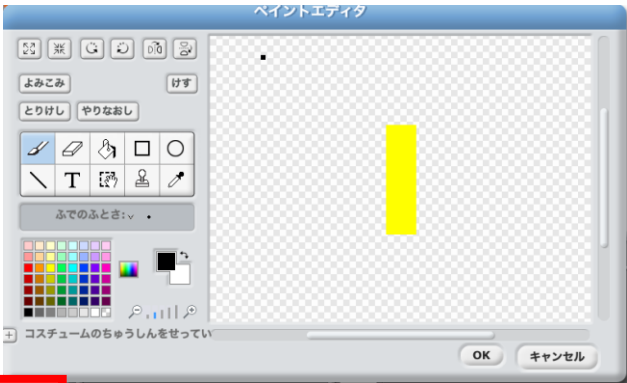 ペイントエディタ
よみこみ
けす
とりけし
やりなおし
T
ふでのふとさ:
コスチュームのちゅうしんをせってい
OK
キャンセル